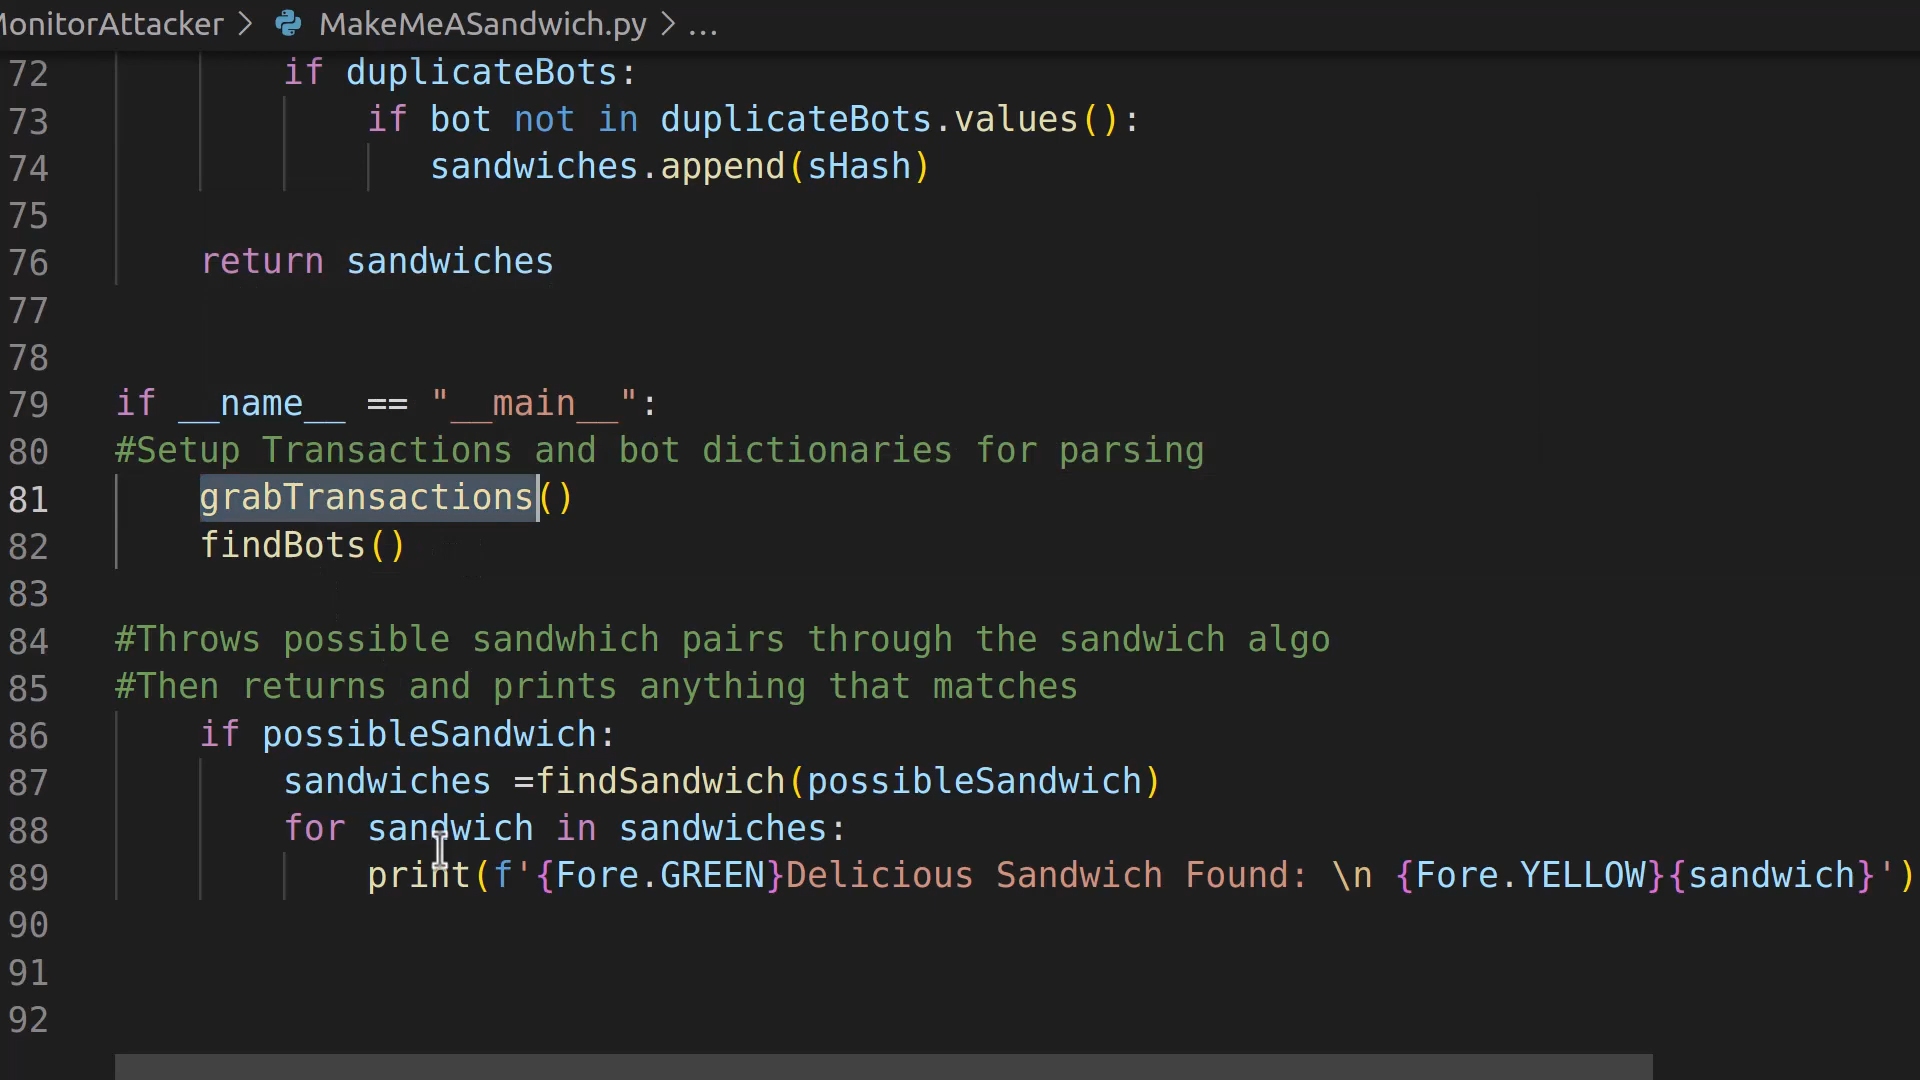 MonitorAttacker > MakeMeASandwich.py > ...
72 if duplicateBots:
73 if bot not in duplicateBots.values():
74 sandwiches.append(sHash)
75
76 return sandwiches
77
78
79 if __name__ == "__main__":
80 #Setup Transactions and bot dictionaries for parsing
81 grabTransactions()
82 findBots()
83
84 #Throws possible sandwhich pairs through the sandwich algo
85 #Then returns and prints anything that matches
86 if possibleSandwich:
87 sandwiches =findSandwich(possibleSandwich)
88 for sandwich in sandwiches:
89 print(f'{Fore.GREEN}Delicious Sandwich Found: \n {Fore.YELLOW}{sandwich}')
90
91
92